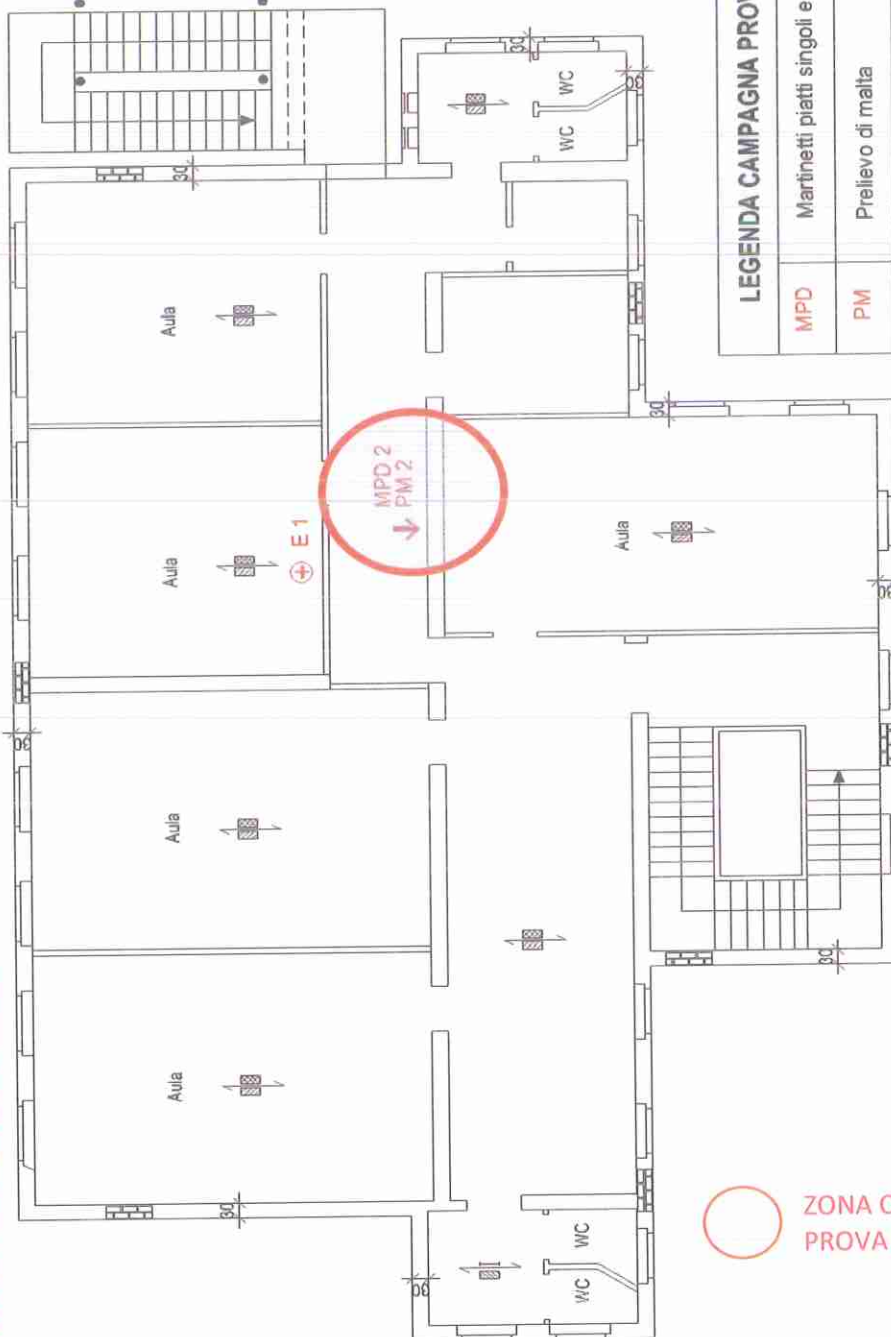 30
30
WC
WC
30
30
Aula
Aula
Aula
Aula
Aula
E 1
MPD 2
PM 2
30
30
30
30
30
30
WC
WC
LEGENDA CAMPAGNA PROV
MPD
Martinetti piatti singoli e
PM
Prelievo di malta
ZONA
PROVA